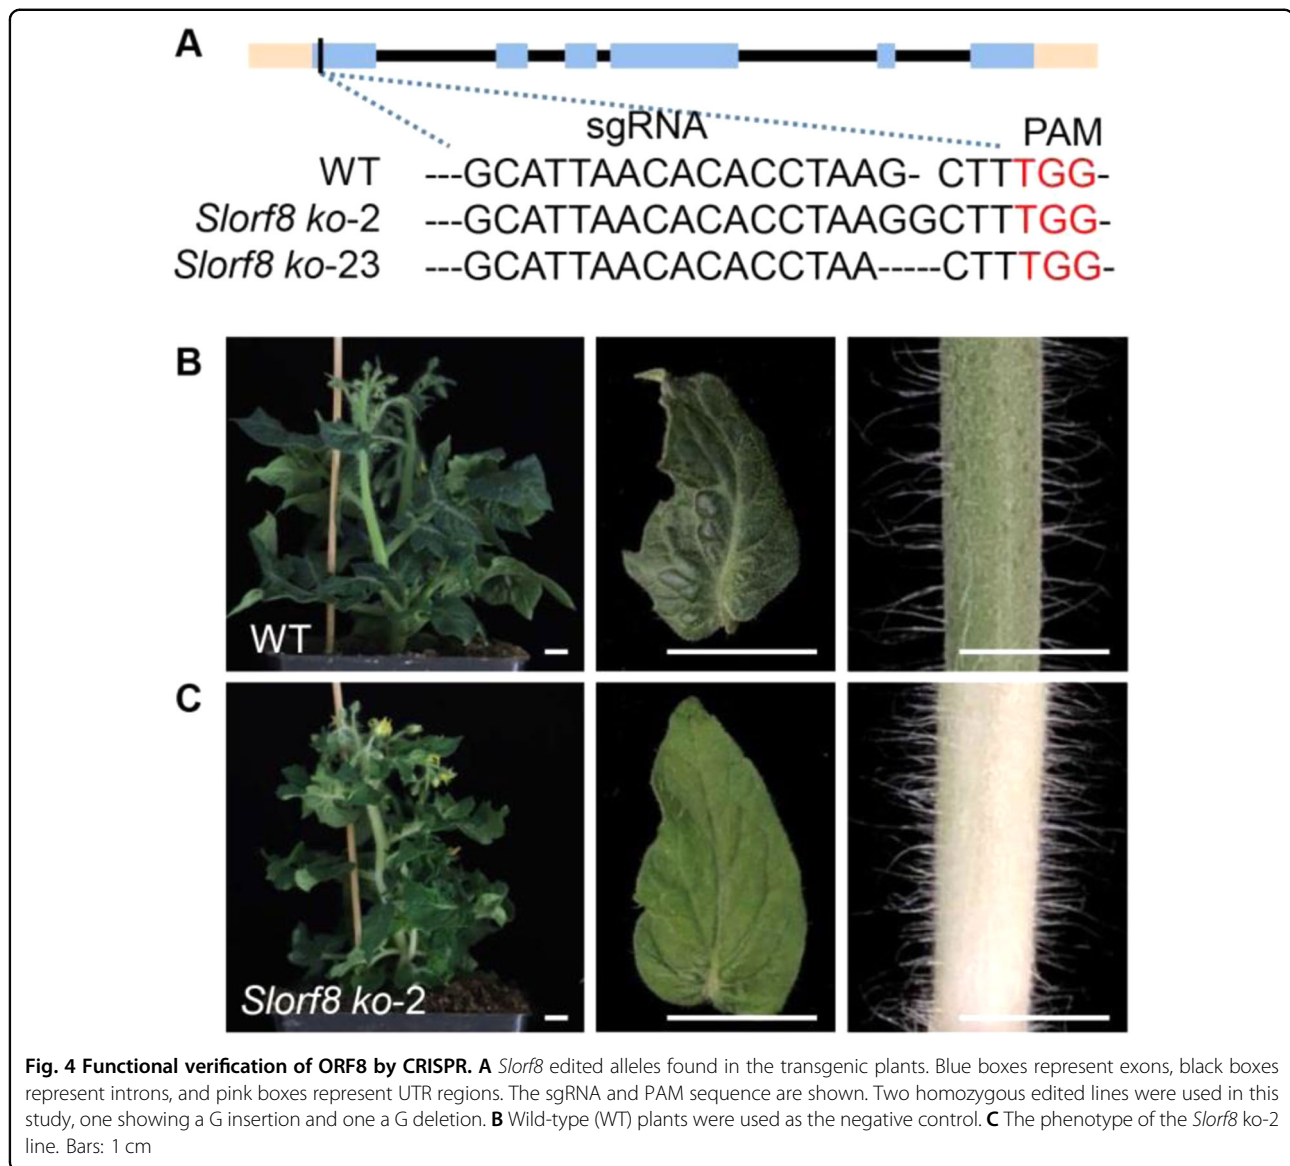 A
sgRNA PAM
WT ---GCATTAACACACCTAAG- CTTTGG-
Slorf8 ko-2 ---GCATTAACACACCTAAGGCTTTGG-
Slorf8 ko-23 ---GCATTAACACACCTAA-----CTTTGG-
B
WT
C
Slorf8 ko-2
Fig. 4 Functional verification of ORF8 by CRISPR. A Slorf8 edited alleles found in the transgenic plants. Blue boxes represent exons, black boxes
represent introns, and pink boxes represent UTR regions. The sgRNA and PAM sequence are shown. Two homozygous edited lines were used in this
study, one showing a G insertion and one a G deletion. B Wild-type (WT) plants were used as the negative control. C The phenotype of the Slorf8 ko-2
line. Bars: 1 cm